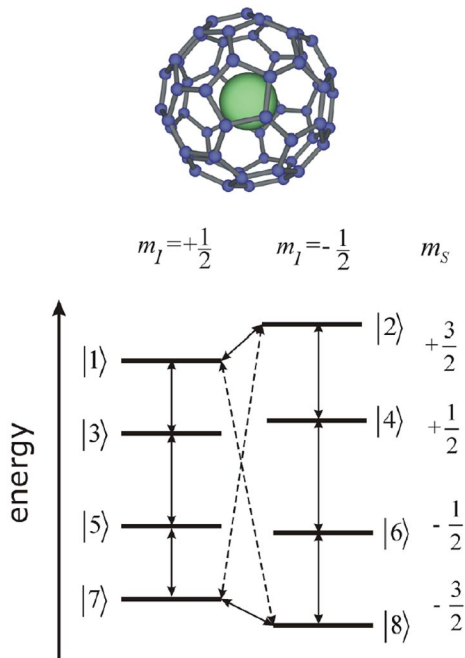 m_I=+1/2 m_I=-1/2 m_S
|2⟩ +3/2
|1⟩
|4⟩ +1/2
|3⟩
|5⟩ |6⟩ -1/2
|7⟩
|8⟩ -3/2
energy